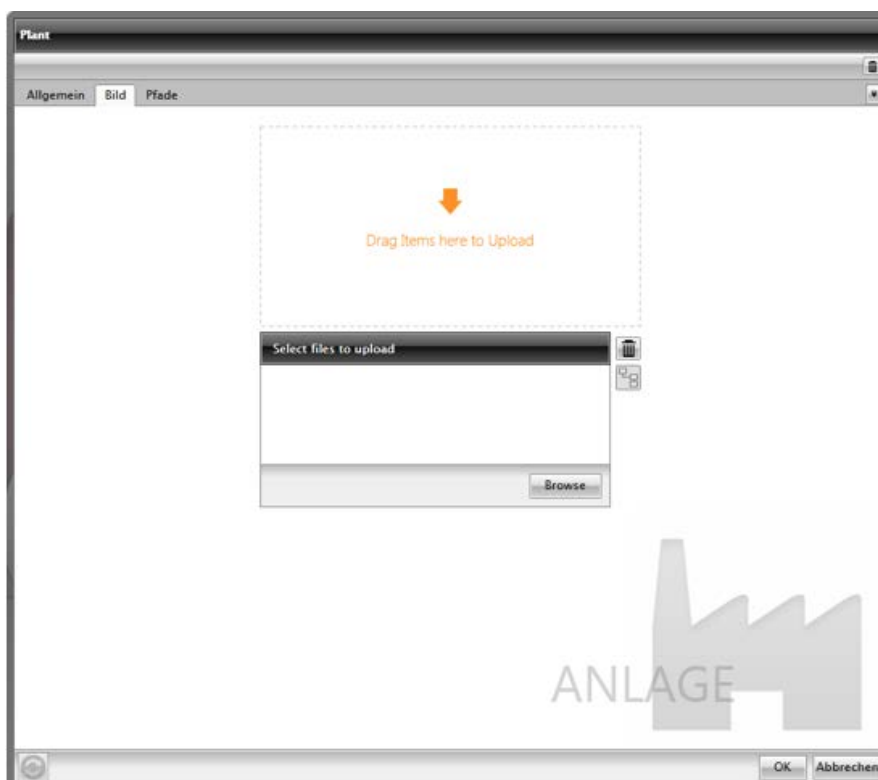 Plant
Allgemein Bild Pfade
Drag Items here to Upload
Select files to upload
Browse
ANLAGE
OK Abbrechen